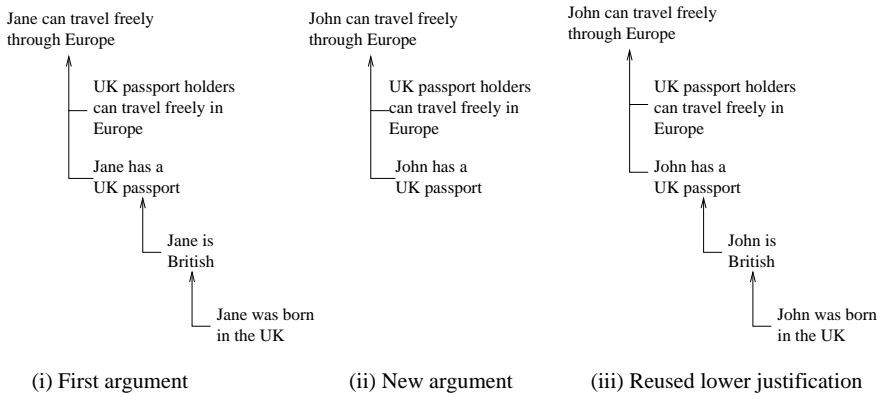 Jane can travel freely
through Europe
UK passport holders
can travel freely in
Europe
Jane has a
UK passport
Jane is
British
Jane was born
in the UK
(i) First argument
John can travel freely
through Europe
UK passport holders
can travel freely in
Europe
John has a
UK passport
(ii) New argument
John can travel freely
through Europe
UK passport holders
can travel freely in
Europe
John has a
UK passport
John is
British
John was born
in the UK
(iii) Reused lower justification